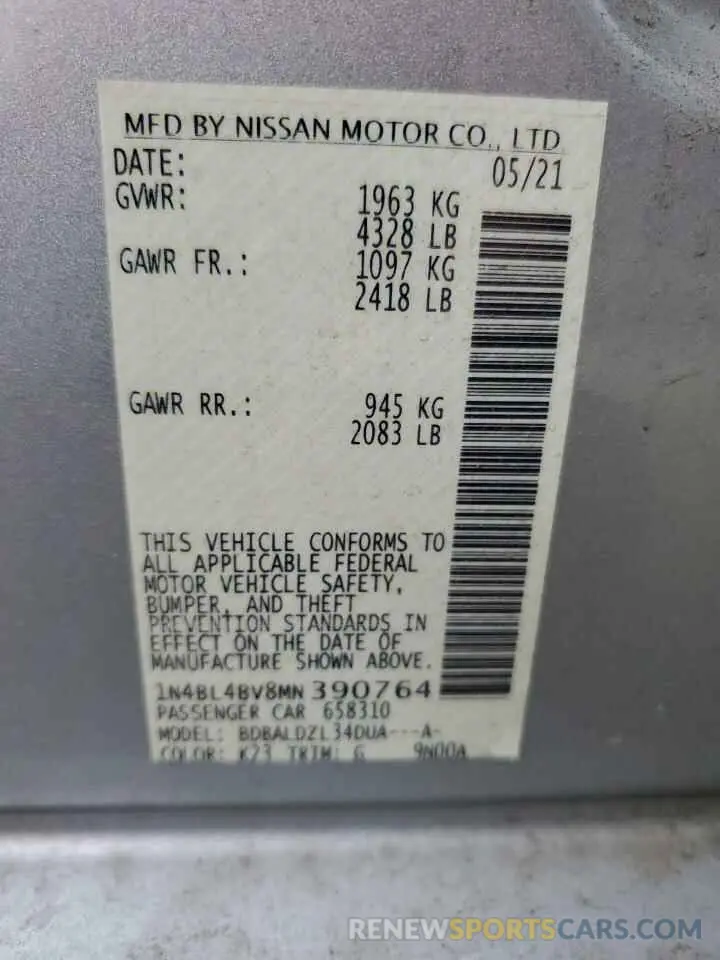 MFD BY NISSAN MOTOR CO., LTD
DATE: 05/21
GVWR: 1963 KG
4328 LB
GAWR FR.: 1097 KG
2418 LB
GAWR RR.: 945 KG
2083 LB
THIS VEHICLE CONFORMS TO
ALL APPLICABLE FEDERAL
MOTOR VEHICLE SAFETY,
BUMPER, AND THEFT
PREVENTION STANDARDS IN
EFFECT ON THE DATE OF
MANUFACTURE SHOWN ABOVE.
1N4BL4BV8MN390764
PASSENGER CAR 658310
MODEL: BDBALDZL34DUA---A-
COLOR: K23 TRIM: G 9N00A
RENEWSPORTSCARS.COM